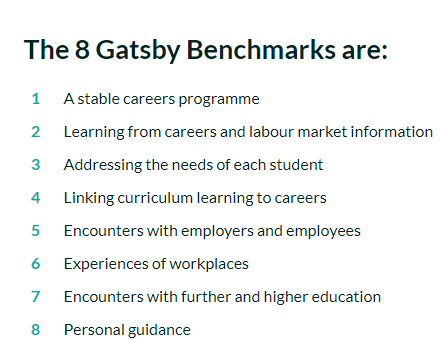 The 8 Gatsby Benchmarks are:
1 A stable careers programme
2 Learning from careers and labour market information
3 Addressing the needs of each student
4 Linking curriculum learning to careers
5 Encounters with employers and employees
6 Experiences of workplaces
7 Encounters with further and higher education
8 Personal guidance